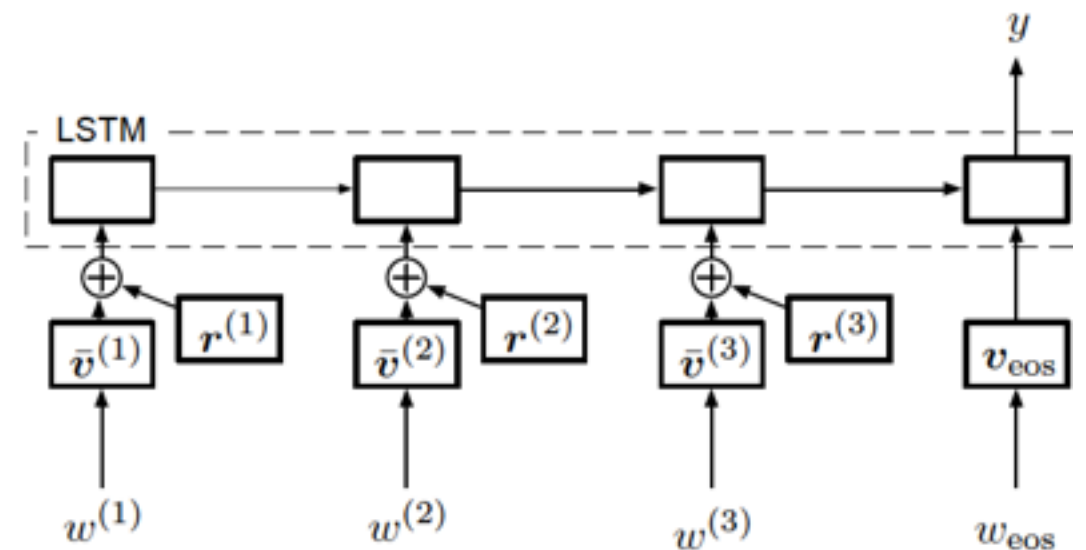 y
LSTM
r̄^(1) r^(2) r^(3)
v̄^(1) v̄^(2) v̄^(3) v_eos
w^(1) w^(2) w^(3) w_eos